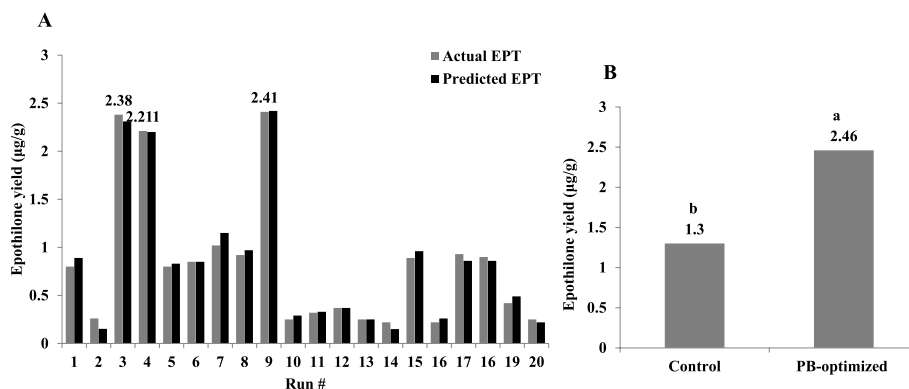 A
Actual EPT
Predicted EPT
Epothilone yield (µg/g)
3
2.5
2
1.5
1
0.5
0
2.38
2.211
2.41
1 2 3 4 5 6 7 8 9 10 11 12 13 14 15 16 17 16 19 20
Run #
B
Epothilone yield (µg/g)
3
2.5
2
1.5
1
0.5
0
b
1.3
a
2.46
Control PB-optimized